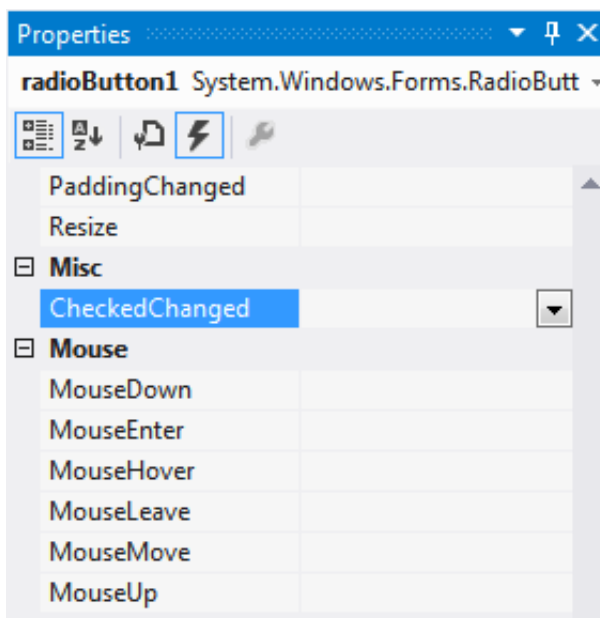 Properties
radioButton1 System.Windows.Forms.RadioButt
PaddingChanged
Resize
Misc
CheckedChanged
Mouse
MouseDown
MouseEnter
MouseHover
MouseLeave
MouseMove
MouseUp